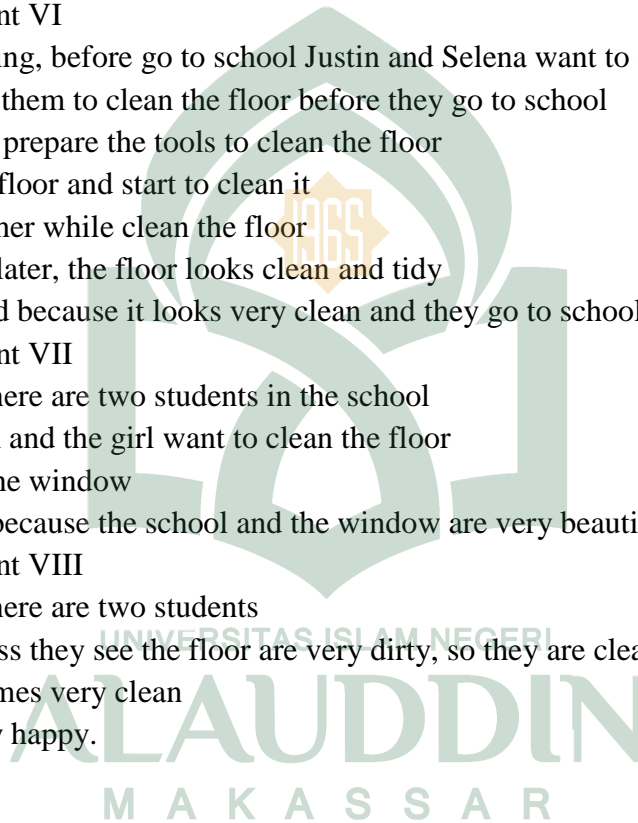 nt VI
ing, before go to school Justin and Selena want to
them to clean the floor before they go to school
prepare the tools to clean the floor
floor and start to clean it
her while clean the floor
later, the floor looks clean and tidy
d because it looks very clean and they go to school
nt VII
here are two students in the school
and the girl want to clean the floor
he window
because the school and the window are very beauti
nt VIII
here are two students
ss they see the floor are very dirty, so they are clea
mes very clean
y happy.
1965
UNIVERSITAS ISLAM NEGERI
ALAUDDIN
MAKASSAR